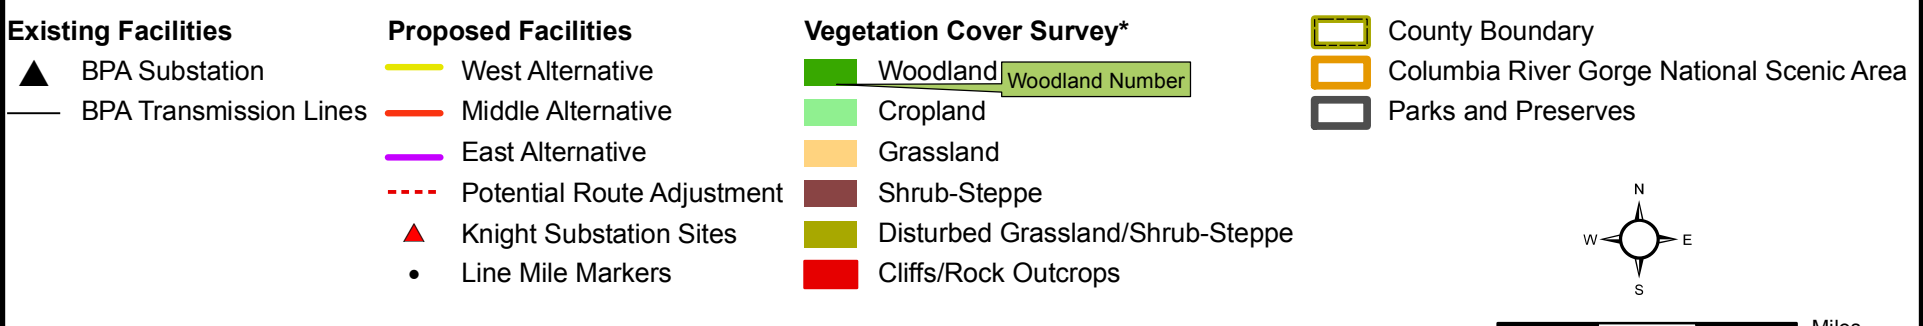 Existing Facilities
BPA Substation
BPA Transmission Lines
Proposed Facilities
West Alternative
Middle Alternative
East Alternative
Potential Route Adjustment
Knight Substation Sites
Line Mile Markers
Vegetation Cover Survey*
Woodland
Woodland Number
Cropland
Grassland
Shrub-Steppe
Disturbed Grassland/Shrub-Steppe
Cliffs/Rock Outcrops
County Boundary
Columbia River Gorge National Scenic Area
Parks and Preserves
N
W E
S
Miles